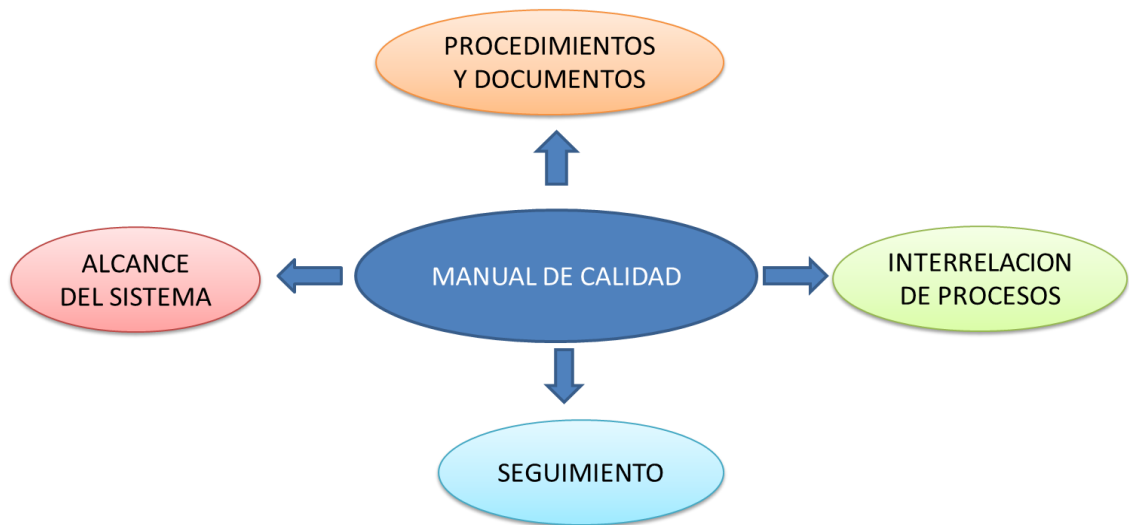 PROCEDIMIENTOS
Y DOCUMENTOS
ALCANCE
DEL SISTEMA
MANUAL DE CALIDAD
INTERRELACION
DE PROCESOS
SEGUIMIENTO